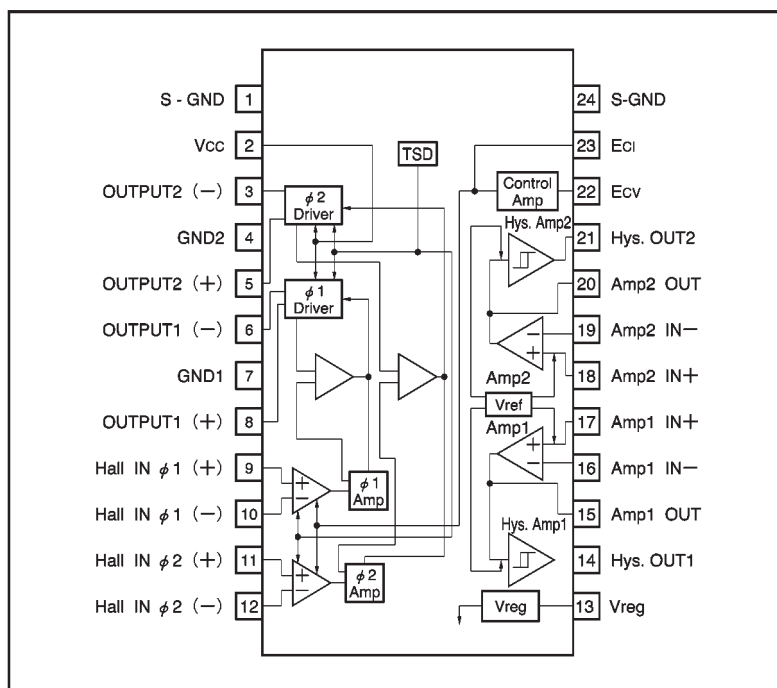 S - GND 1
VCC 2
OUTPUT2 (−) 3
GND2 4
OUTPUT2 (+) 5
OUTPUT1 (−) 6
GND1 7
OUTPUT1 (+) 8
Hall IN φ1 (+) 9
Hall IN φ1 (−) 10
Hall IN φ2 (+) 11
Hall IN φ2 (−) 12
TSD
φ2
Driver
φ1
Driver
+
−
φ1
Amp
+
−
φ2
Amp
Control
Amp
Hys. Amp2
−
+
Amp2
Vref
Amp1
+
−
Hys. Amp1
Vreg
24 S-GND
23 ECI
22 ECV
21 Hys. OUT2
20 Amp2 OUT
19 Amp2 IN−
18 Amp2 IN+
17 Amp1 IN+
16 Amp1 IN−
15 Amp1 OUT
14 Hys. OUT1
13 Vreg